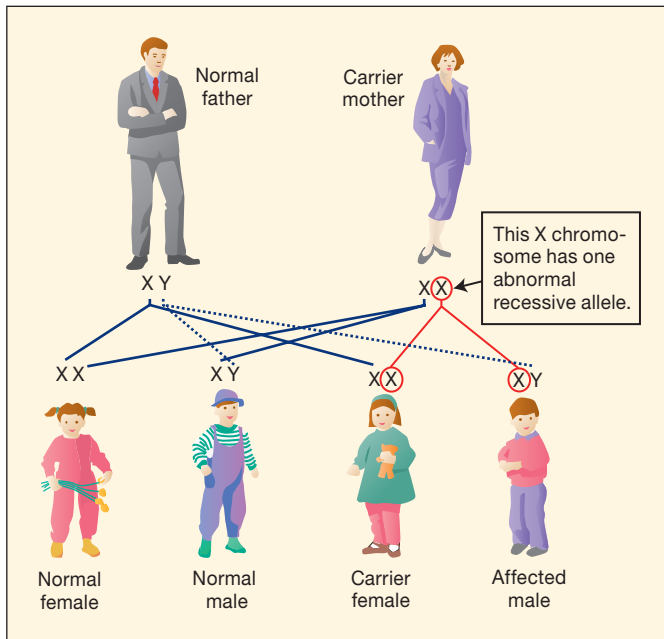 Normal
father
Carrier
mother
This X chromo-
some has one
abnormal
recessive allele.
X Y
X X
X X
X Y
X X
X Y
Normal
female
Normal
male
Carrier
female
Affected
male